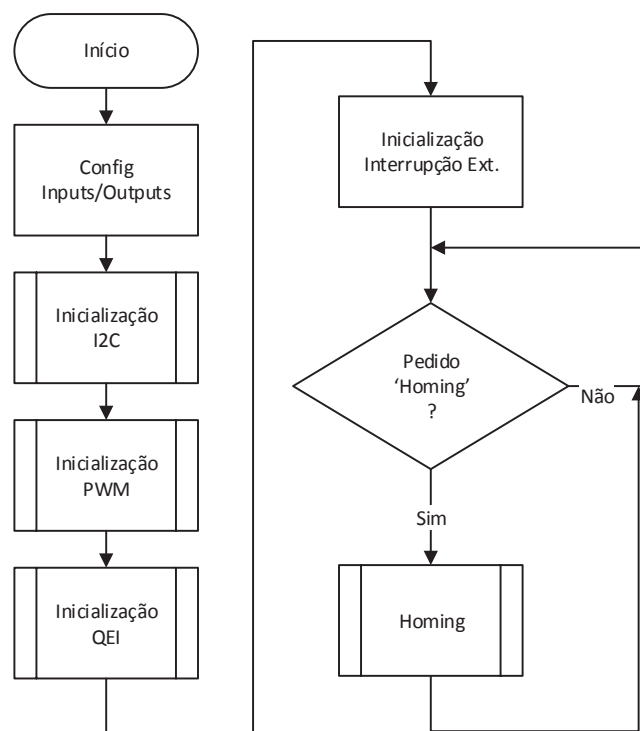 Início
Config
Inputs/Outputs
Inicialização
I2C
Inicialização
PWM
Inicialização
QEI
Inicialização
Interrupção Ext.
Pedido
‘Homing’
?
Não
Sim
Homing